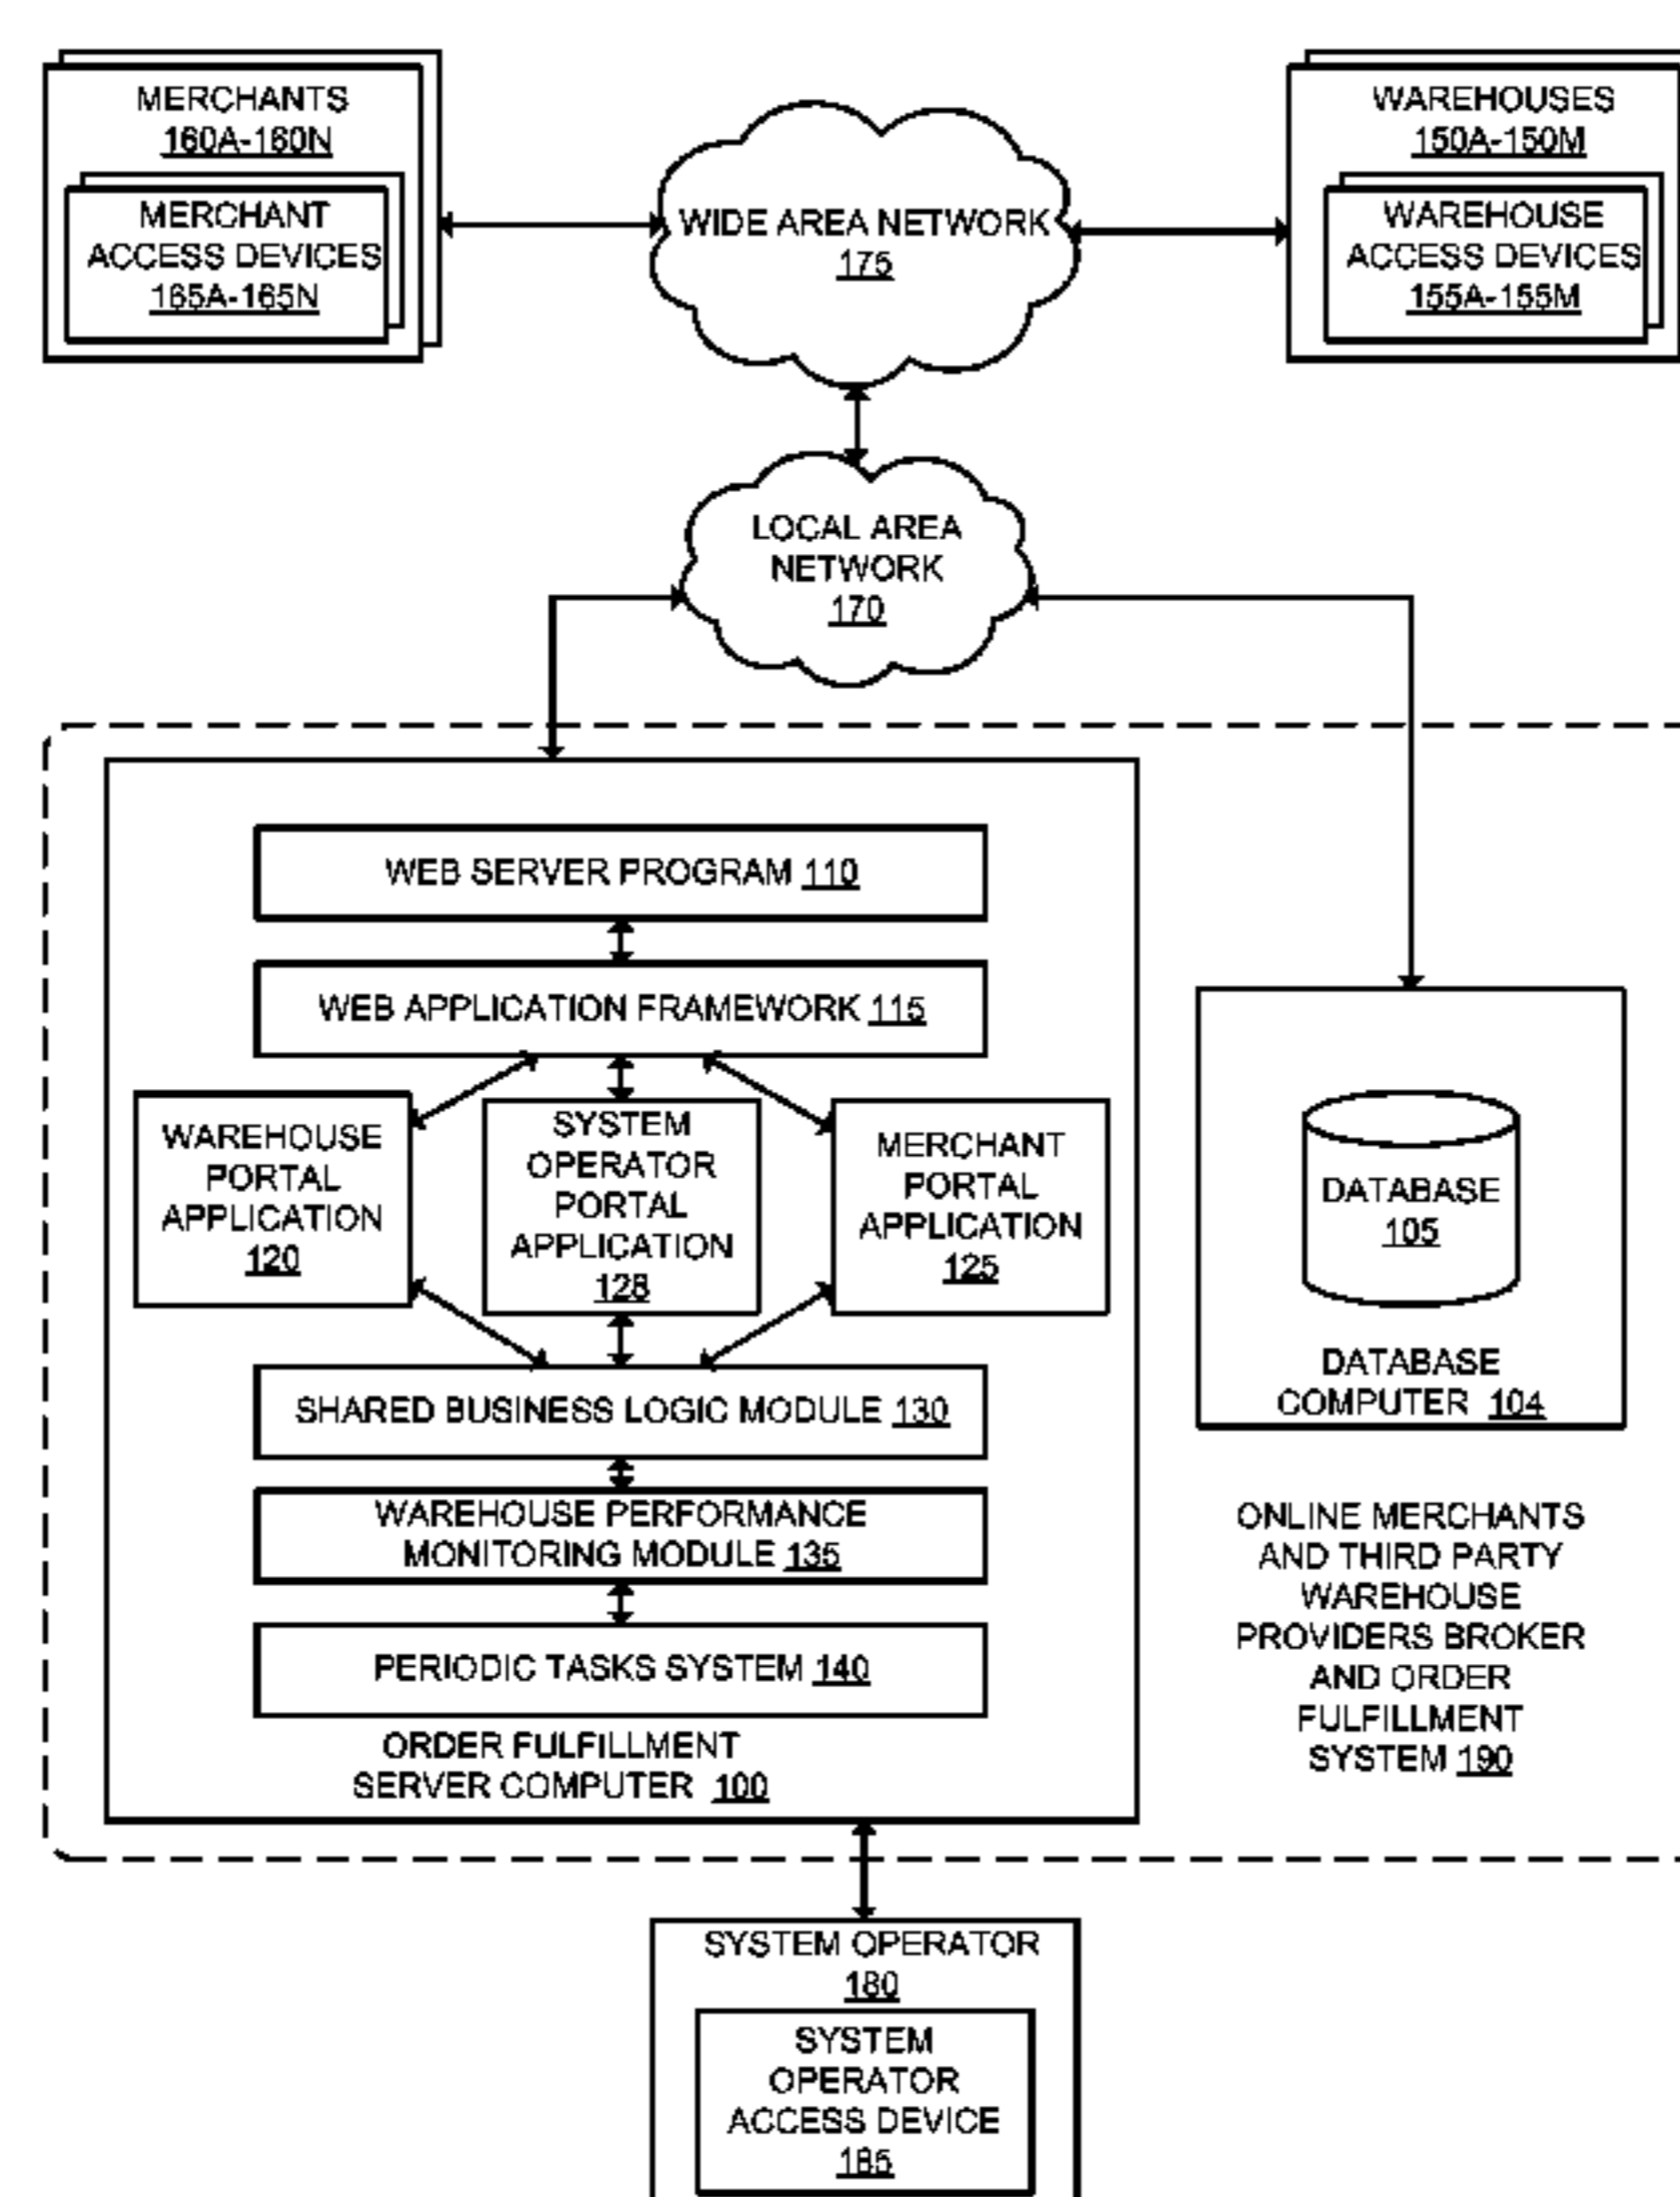 MERCHANTS
160A-160N
MERCHANT
ACCESS DEVICES
165A-165N
WIDE AREA NETWORK
175
WAREHOUSES
150A-150M
WAREHOUSE
ACCESS DEVICES
155A-155M
LOCAL AREA
NETWORK
170
WEB SERVER PROGRAM 110
WEB APPLICATION FRAMEWORK 115
WAREHOUSE
PORTAL
APPLICATION
120
SYSTEM
OPERATOR
PORTAL
APPLICATION
128
MERCHANT
PORTAL
APPLICATION
125
SHARED BUSINESS LOGIC MODULE 130
WAREHOUSE PERFORMANCE
MONITORING MODULE 135
PERIODIC TASKS SYSTEM 140
ORDER FULFILLMENT
SERVER COMPUTER 100
DATABASE
105
DATABASE
COMPUTER 104
ONLINE MERCHANTS
AND THIRD PARTY
WAREHOUSE
PROVIDERS BROKER
AND ORDER
FULFILLMENT
SYSTEM 190
SYSTEM OPERATOR
180
SYSTEM
OPERATOR
ACCESS DEVICE
185